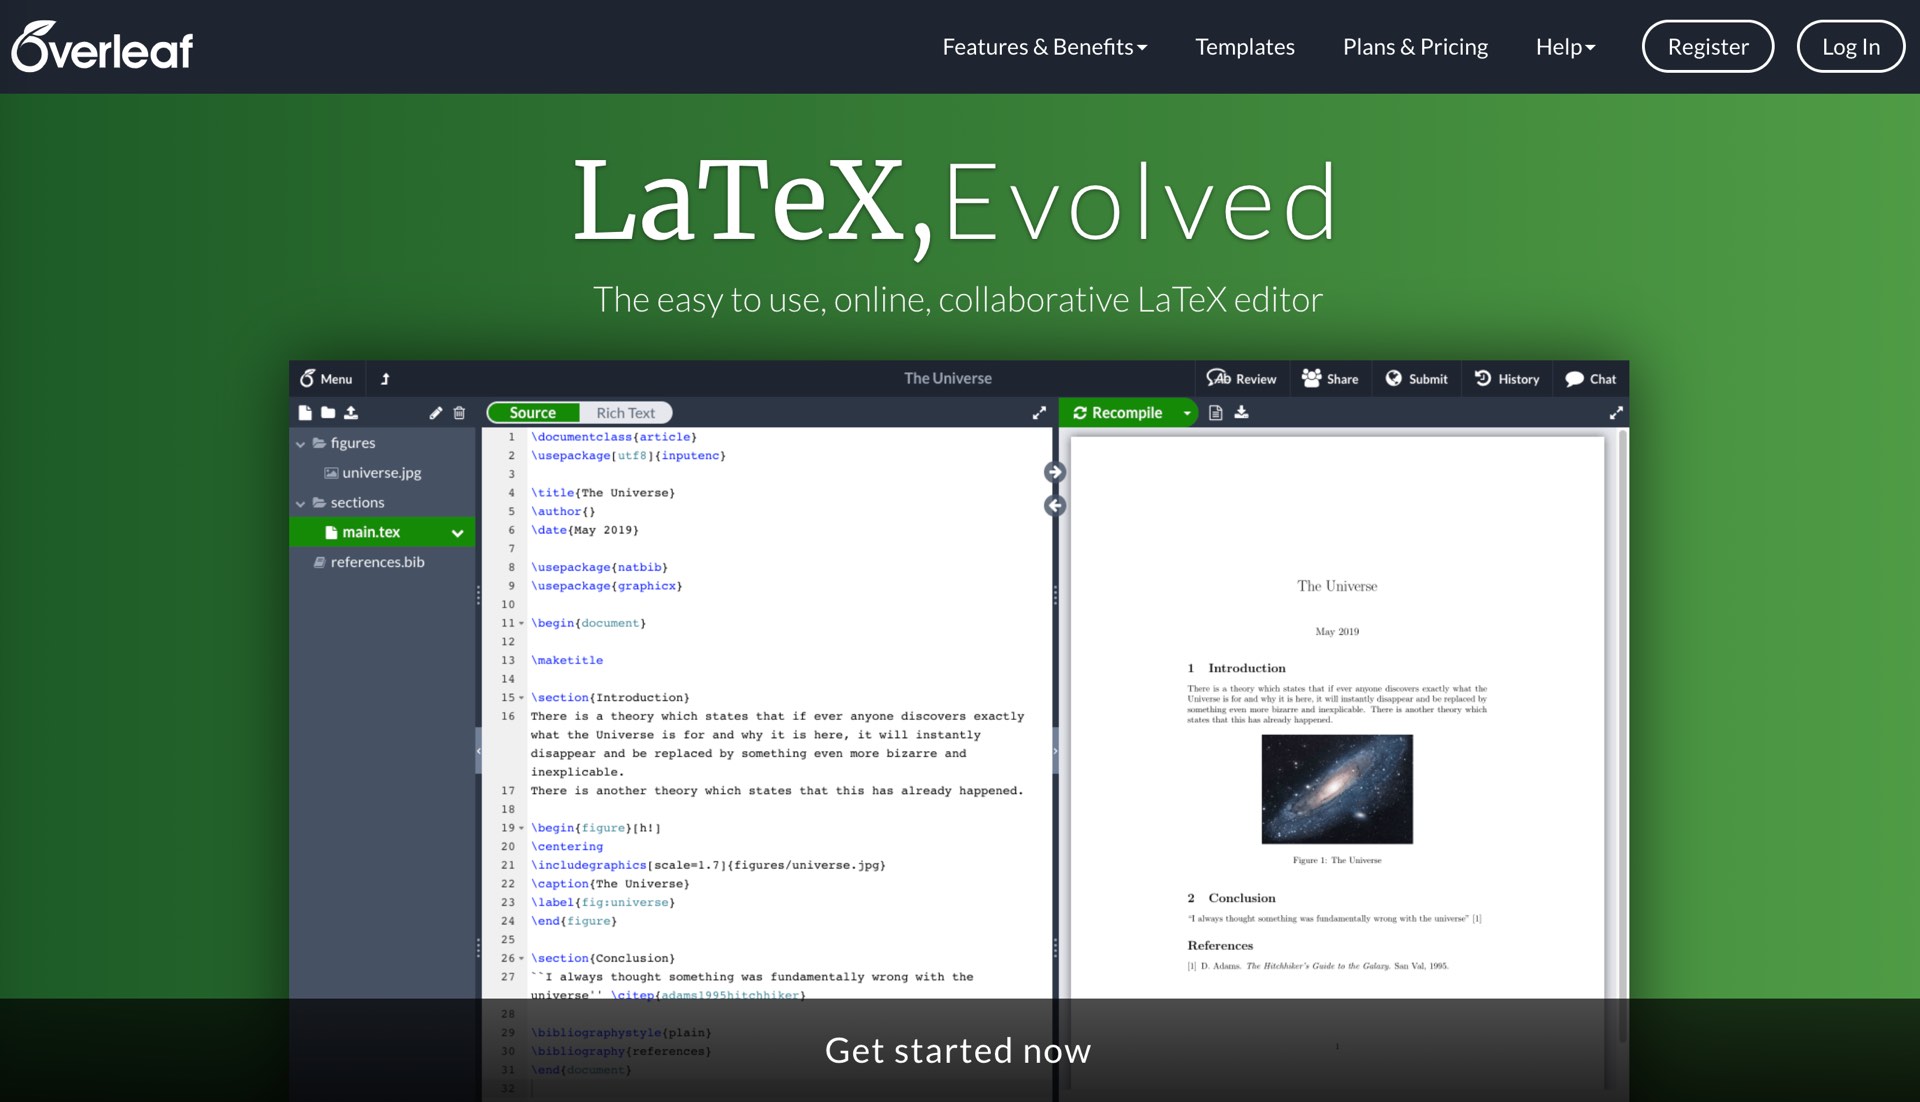 Overleaf
Features & Benefits
Templates
Plans & Pricing
Help
Register
Log In
LaTeX, Evolved
The easy to use, online, collaborative LaTeX editor
Menu
The Universe
Review
Share
Submit
History
Chat
Source
Rich Text
Recompile
figures
universe.jpg
sections
main.tex
references.bib
1 \documentclass{article}
2 \usepackage[utf8]{inputenc}
3
4 \title{The Universe}
5 \author{}
6 \date{May 2019}
7
8 \usepackage{natbib}
9 \usepackage{graphicx}
10
11 \begin{document}
12
13 \maketitle
14
15 \section{Introduction}
16 There is a theory which states that if ever anyone discovers exactly
what the Universe is for and why it is here, it will instantly
disappear and be replaced by something even more bizarre and
inexplicable.
17 There is another theory which states that this has already happened.
18
19 \begin{figure}[h!]
20 \centering
21 \includegraphics[scale=1.7]{figures/universe.jpg}
22 \caption{The Universe}
23 \label{fig:universe}
24 \end{figure}
25
26 \section{Conclusion}
27 ``I always thought something was fundamentally wrong with the
universe'' \citep{adams1995hitchhiker}
28
29 \bibliographystyle{plain}
30 \bibliography{references}
31 \end{document}
32
The Universe
May 2019
1 Introduction
There is a theory which states that if ever anyone discovers exactly what the
Universe is for and why it is here, it will instantly disappear and be replaced by
something even more bizarre and inexplicable. There is another theory which
states that this has already happened.
Figure 1: The Universe
2 Conclusion
“I always thought something was fundamentally wrong with the universe” [1]
References
[1] D. Adams. The Hitchhiker's Guide to the Galaxy. San Val, 1995.
1
Get started now